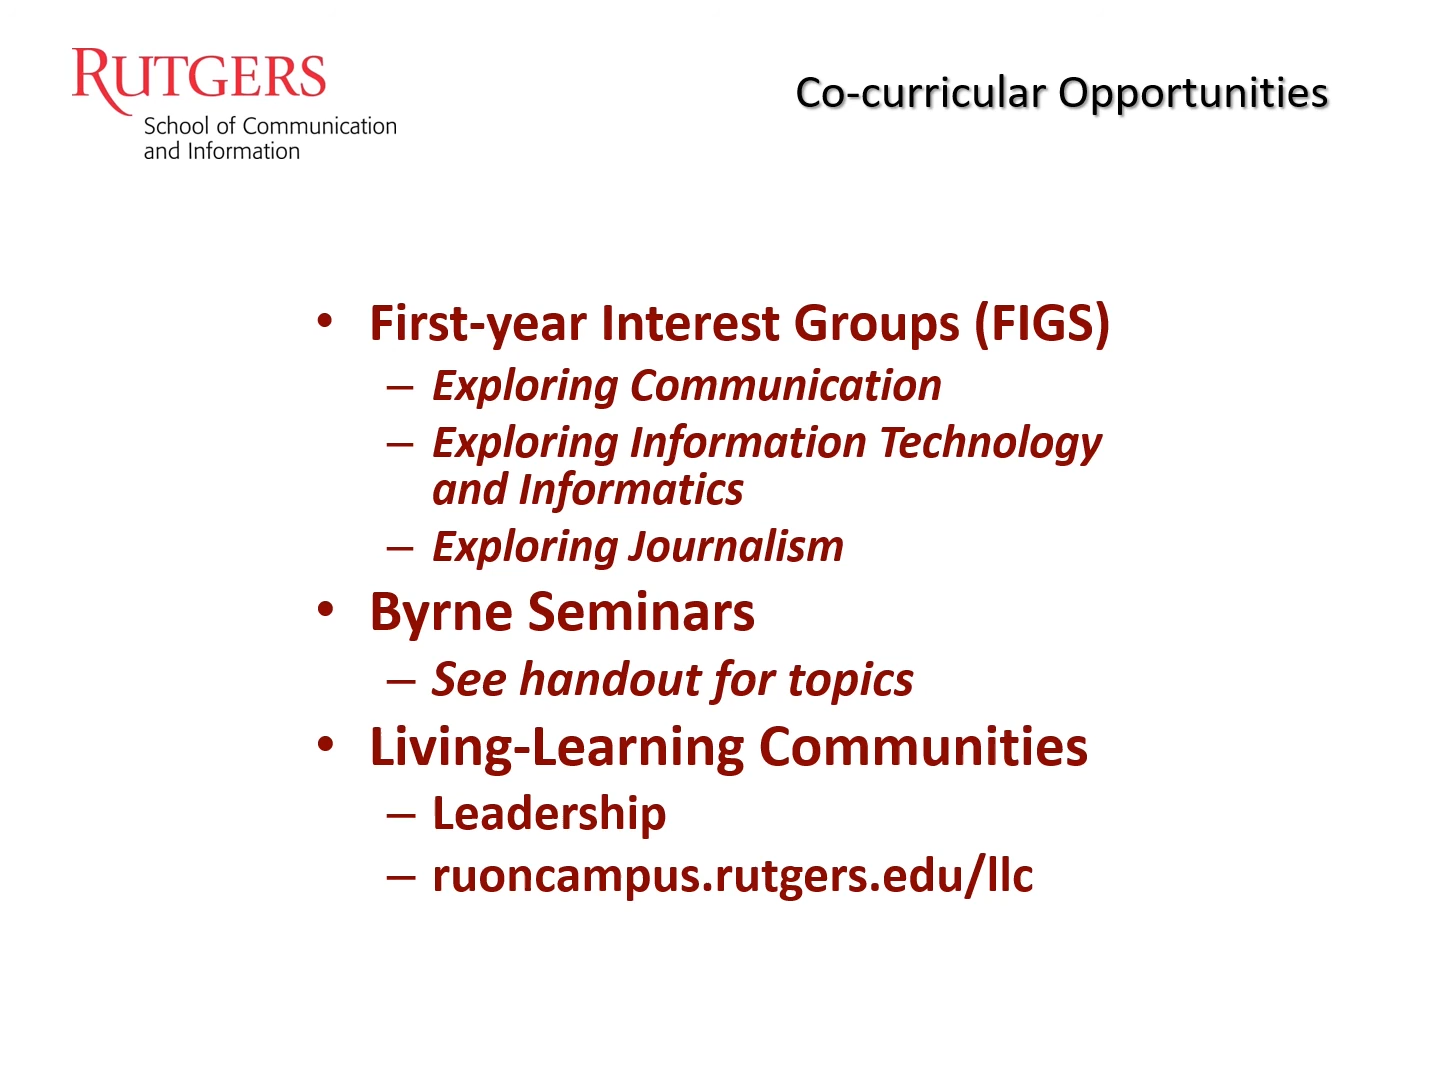 RUTGERS
School of Communication
and Information
Co-curricular Opportunities
• First-year Interest Groups (FIGS)
– Exploring Communication
– Exploring Information Technology
and Informatics
– Exploring Journalism
• Byrne Seminars
– See handout for topics
• Living-Learning Communities
– Leadership
– ruoncampus.rutgers.edu/llc